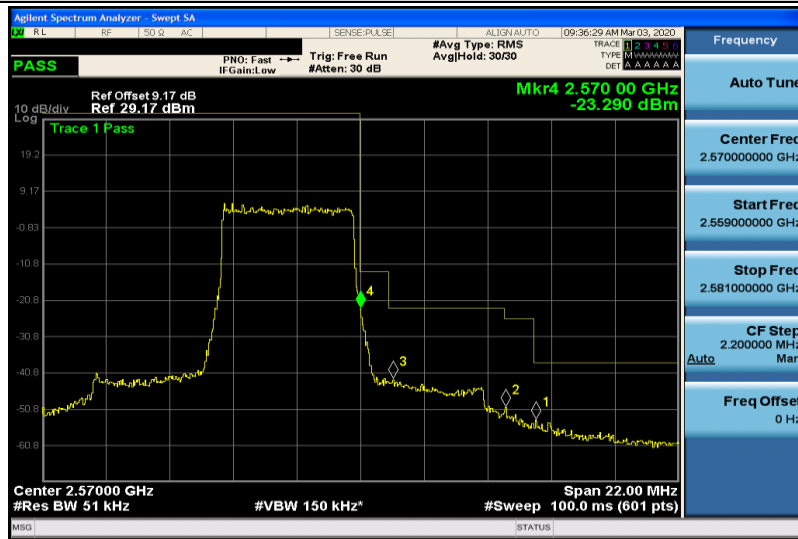 Agilent Spectrum Analyzer - Swept SA
RL RF 50 Ω AC SENSE:PULSE ALIGN AUTO 09:36:29 AM Mar 03, 2020
#Avg Type: RMS TRACE 1 2 3 4 5 6
PASS PNO: Fast Trig: Free Run Avg|Hold: 30/30 TYPE M
IFGain:Low #Atten: 30 dB DET A A A A A A
Mkr4 2.570 00 GHz
-23.290 dBm
Ref Offset 9.17 dB
10 dB/div Ref 29.17 dBm
Log
Trace 1 Pass
19.2
9.17
-0.83
-10.8
-20.8
-30.8
-40.8
-50.8
-60.8
4
3
2
1
Center 2.57000 GHz Span 22.00 MHz
#Res BW 51 kHz #VBW 150 kHz* #Sweep 100.0 ms (601 pts)
MSG STATUS
Frequency
Auto Tune
Center Freq
2.570000000 GHz
Start Freq
2.559000000 GHz
Stop Freq
2.581000000 GHz
CF Step
2.200000 MHz
Auto Man
Freq Offset
0 Hz